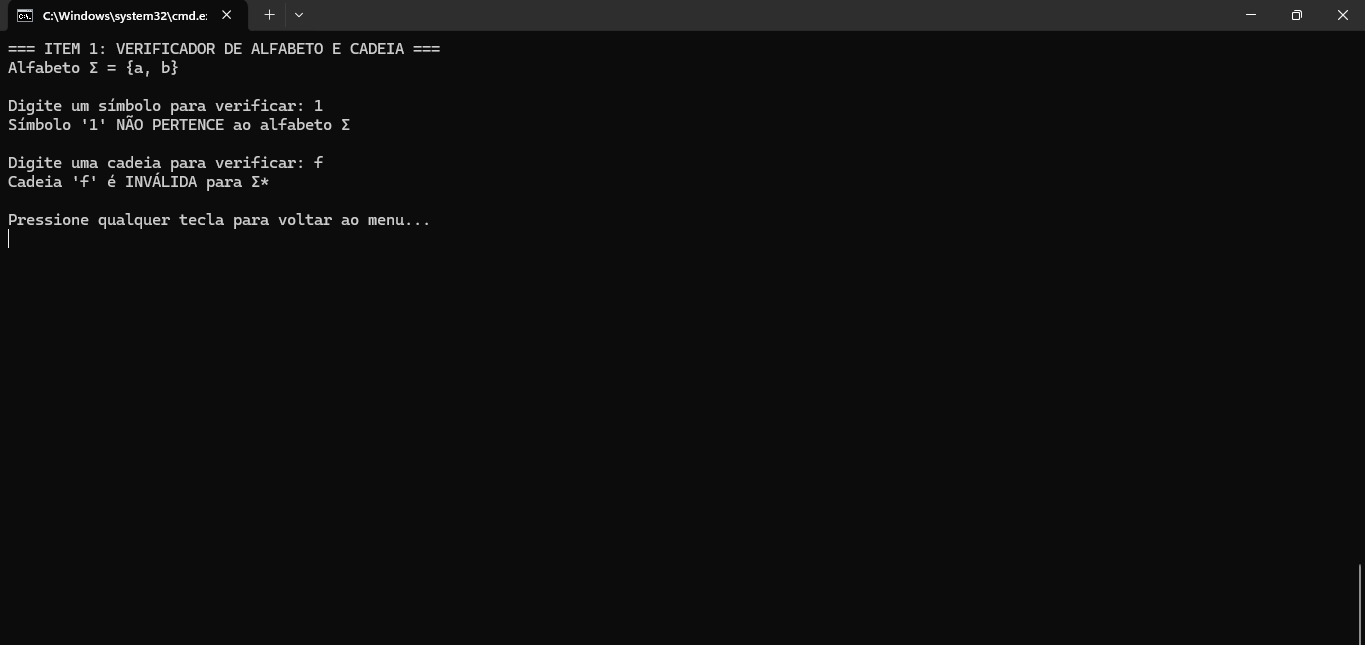 C:\Windows\system32\cmd.e:
=== ITEM 1: VERIFICADOR DE ALFABETO E CADEIA ===
Alfabeto Σ = {a, b}
Digite um símbolo para verificar: 1
Símbolo '1' NÃO PERTENCE ao alfabeto Σ
Digite uma cadeia para verificar: f
Cadeia 'f' é INVÁLIDA para Σ*
Pressione qualquer tecla para voltar ao menu...